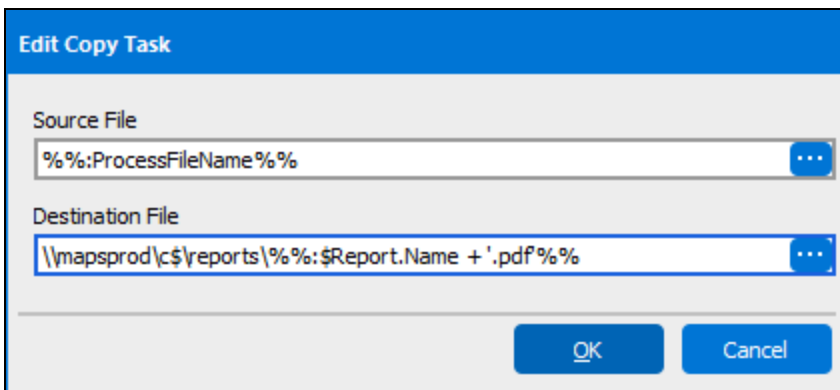 Edit Copy Task
Source File
%%:ProcessFileName%%
...
Destination File
\\mapsprod\c$\reports\%%:$Report.Name + '.pdf'%%
...
OK
Cancel